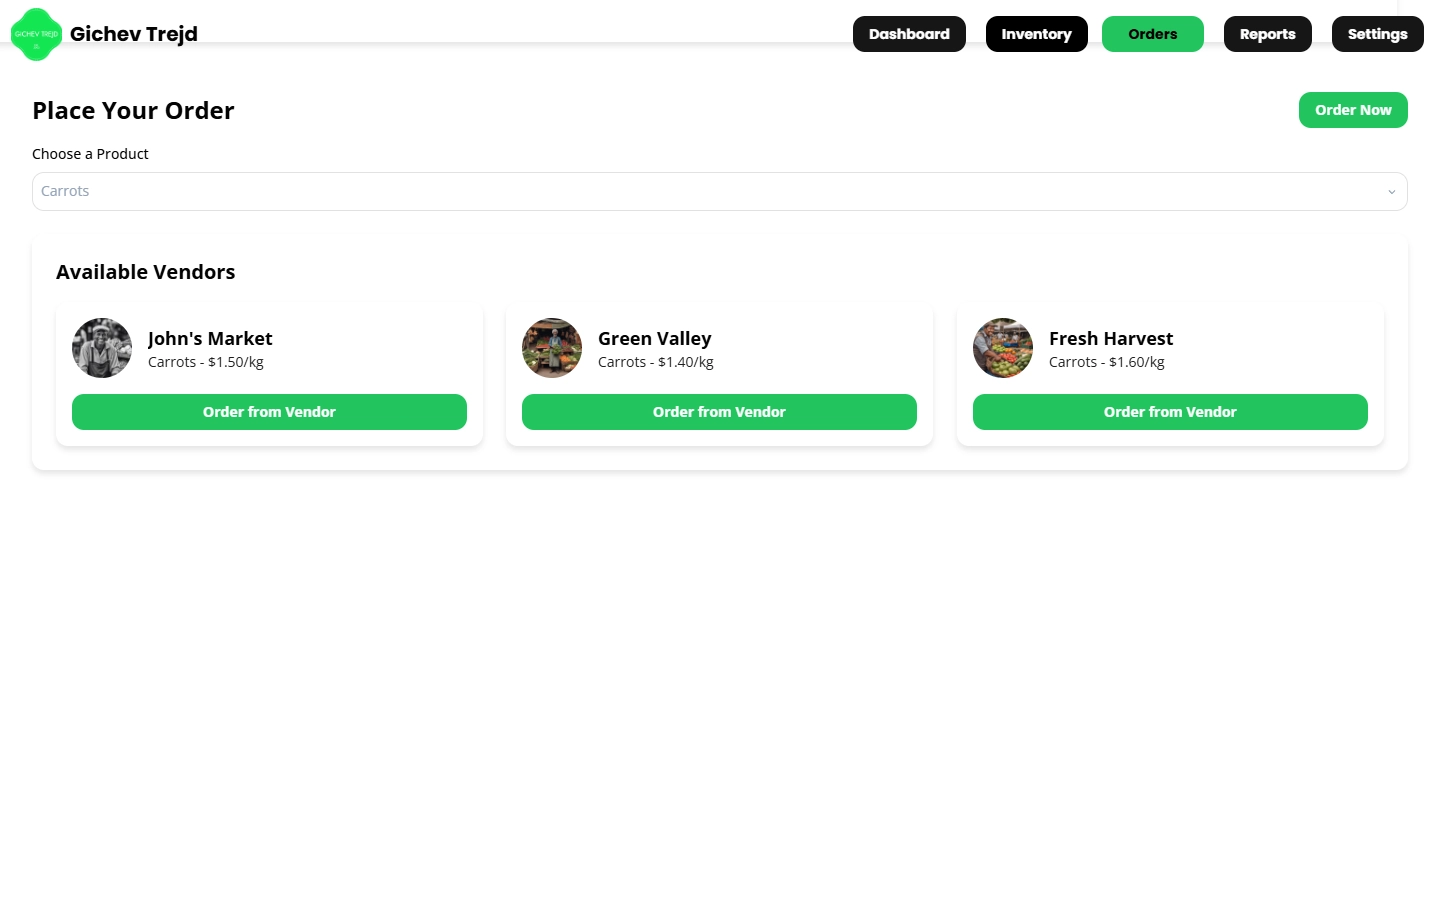 GICHEV TREJD
Gichev Trejd
Dashboard
Inventory
Orders
Reports
Settings
Place Your Order
Order Now
Choose a Product
Carrots
Available Vendors
John's Market
Carrots - $1.50/kg
Order from Vendor
Green Valley
Carrots - $1.40/kg
Order from Vendor
Fresh Harvest
Carrots - $1.60/kg
Order from Vendor